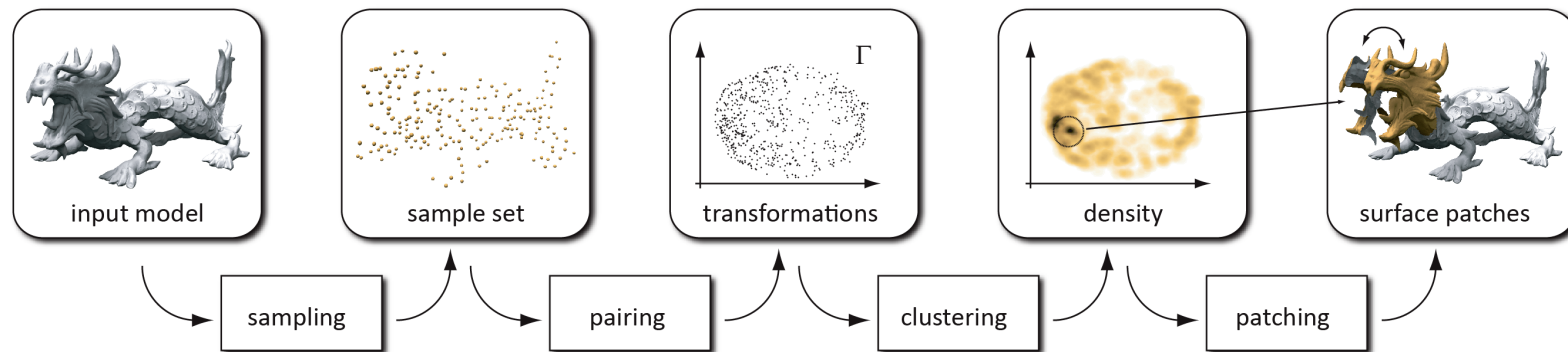 Γ
input model
sample set
transformations
density
surface patches
sampling
pairing
clustering
patching